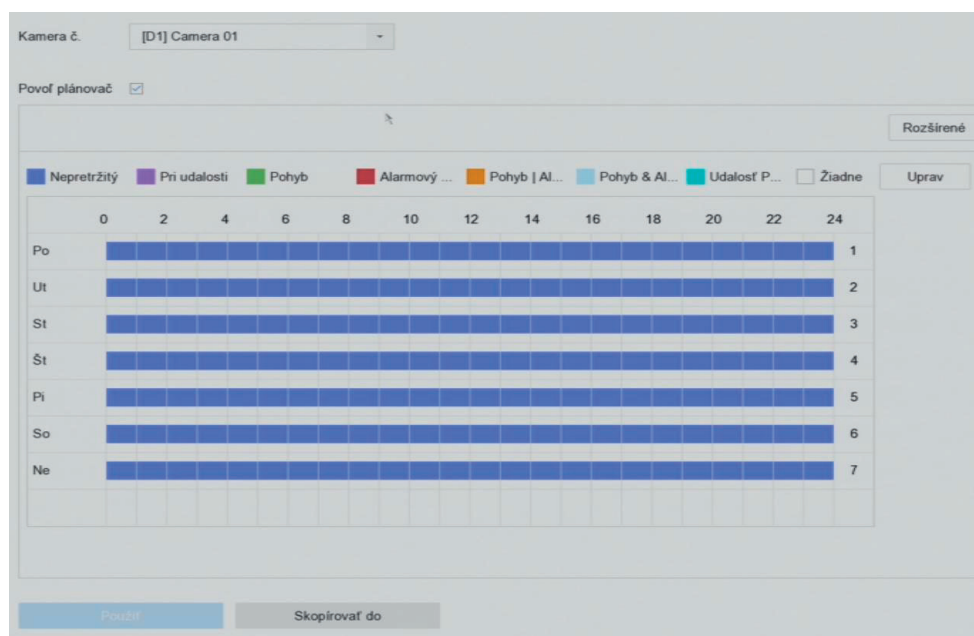 Kamera č. [D1] Camera 01
Povoľ plánovač
Rozšírené
Nepretržitý Pri udalosti Pohyb Alarmový ... Pohyb | Al... Pohyb & Al... Udalosť P... Žiadne Uprav
0 2 4 6 8 10 12 14 16 18 20 22 24
Po 1
Ut 2
St 3
Št 4
Pi 5
So 6
Ne 7
Použiť Skopírovať do